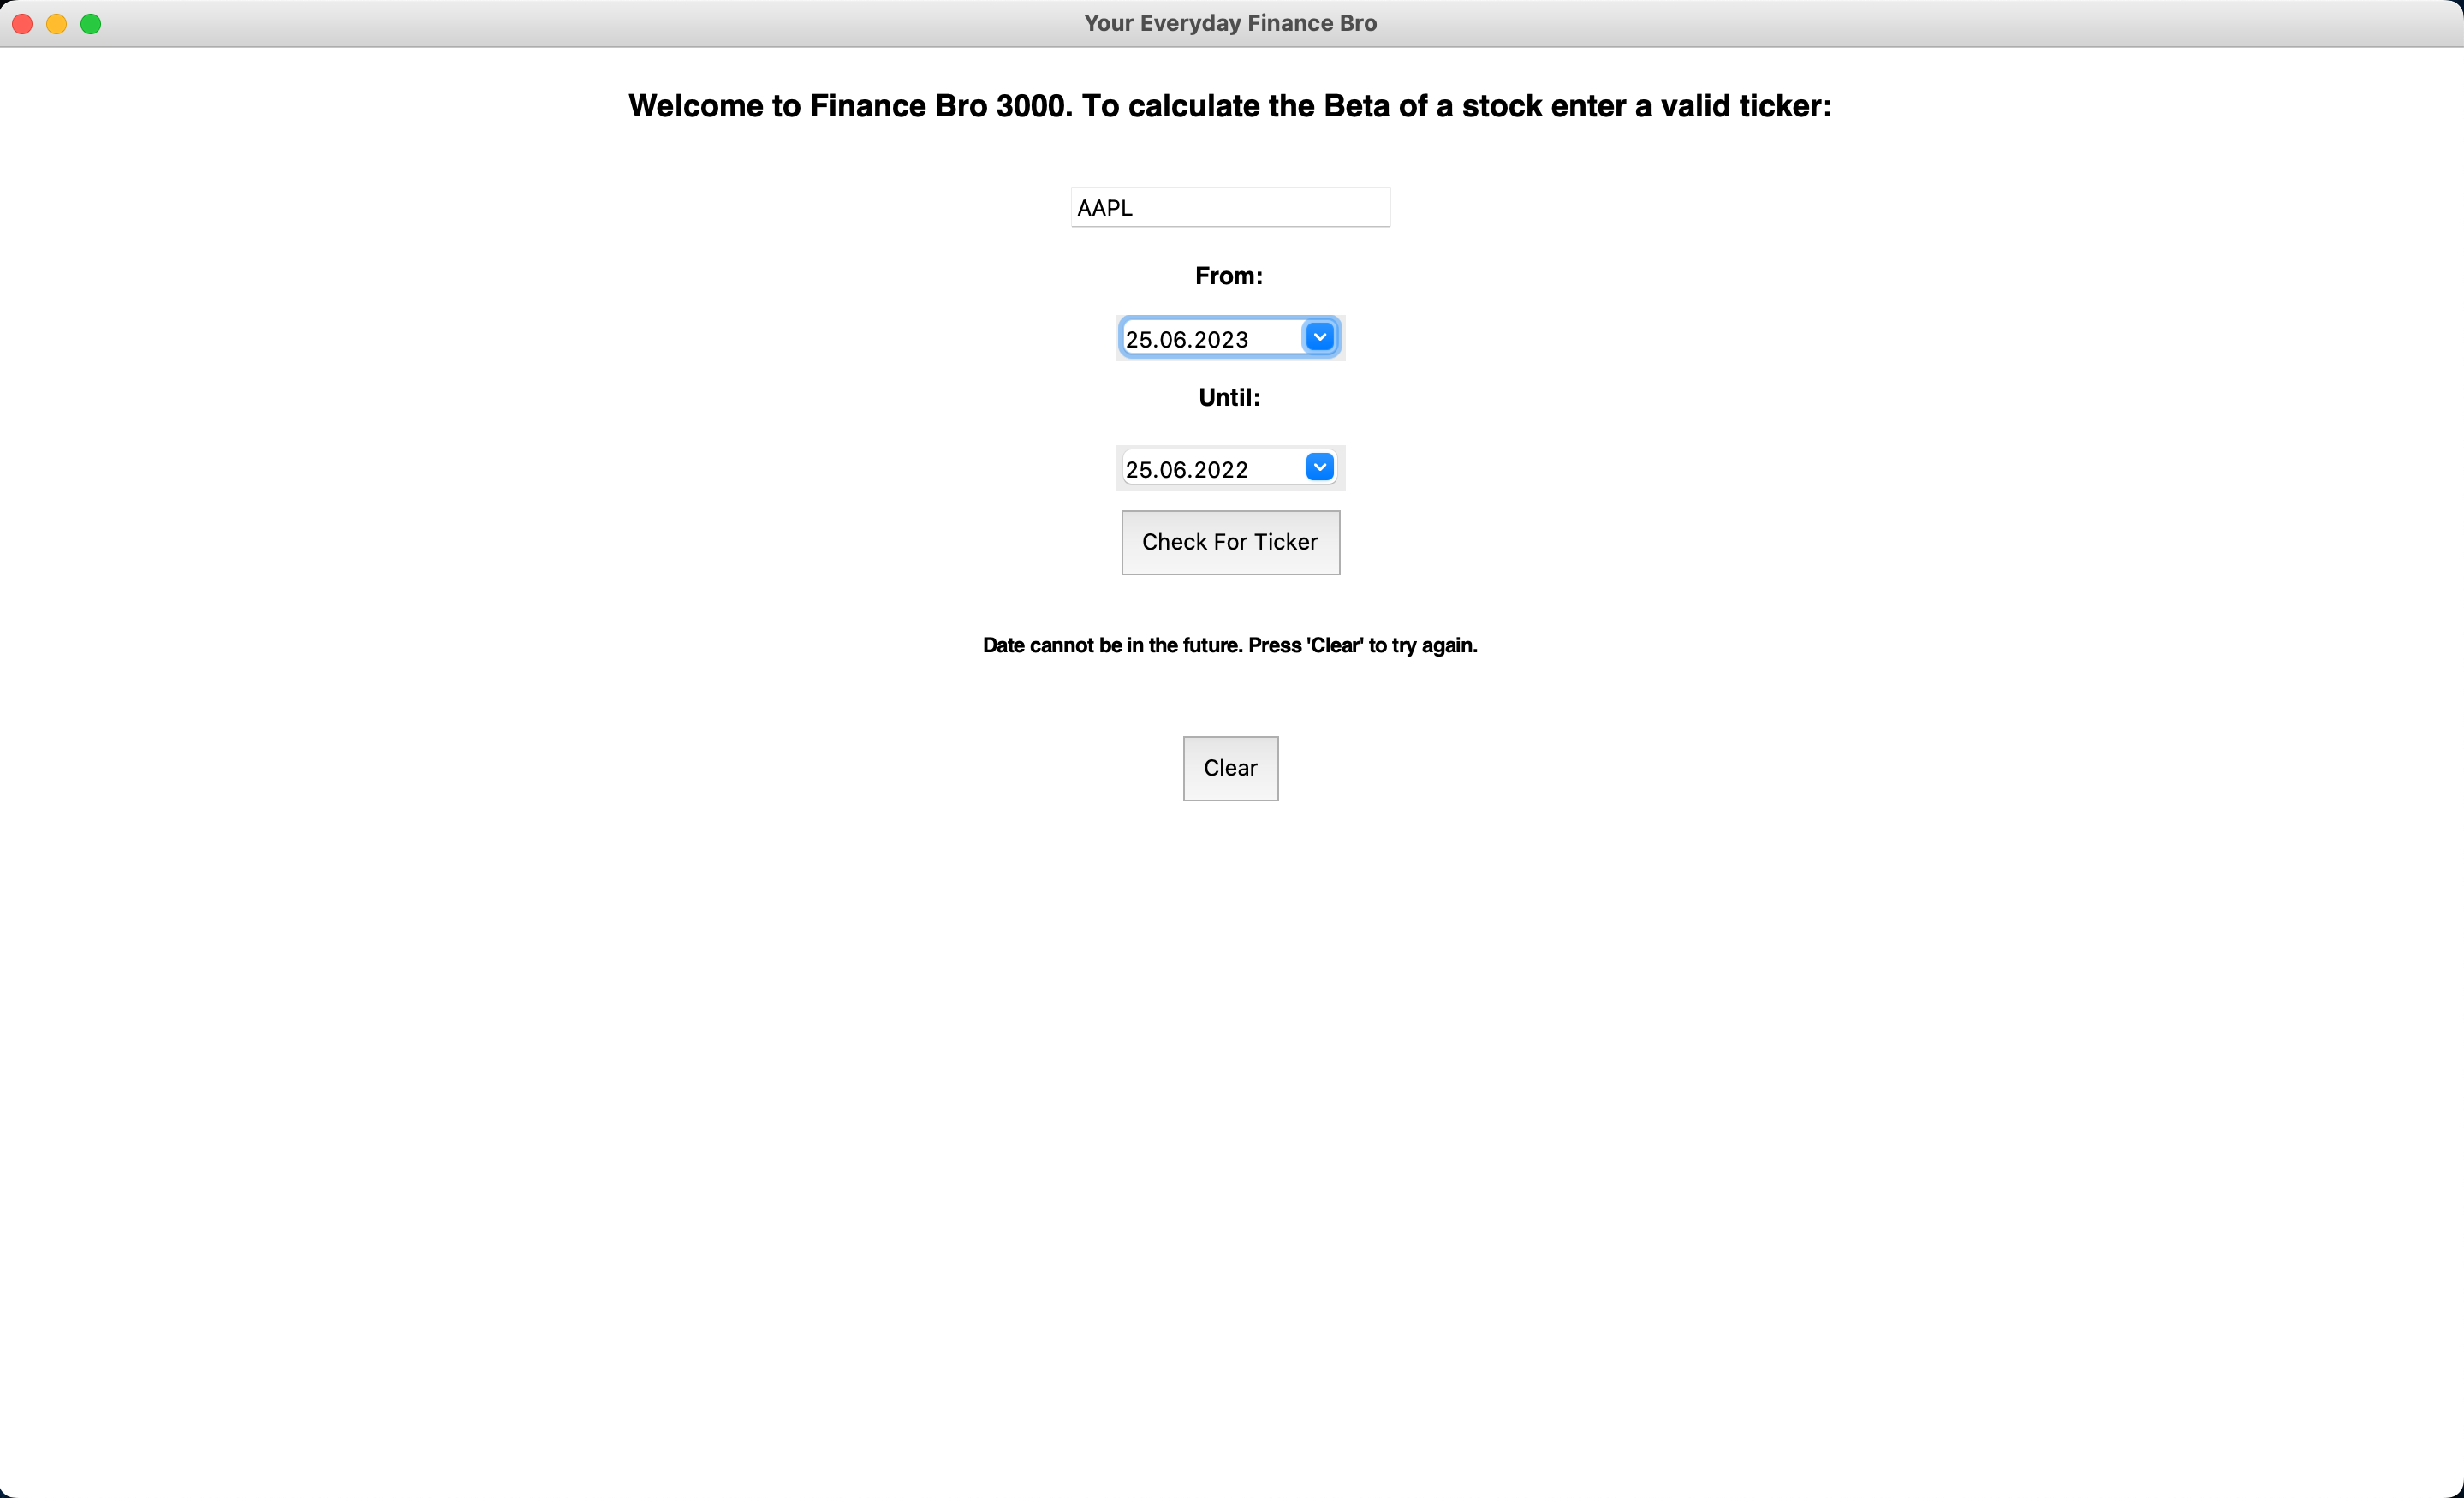 Your Everyday Finance Bro
Welcome to Finance Bro 3000. To calculate the Beta of a stock enter a valid ticker:
AAPL
From:
25.06.2023
Until:
25.06.2022
Check For Ticker
Date cannot be in the future. Press 'Clear' to try again.
Clear